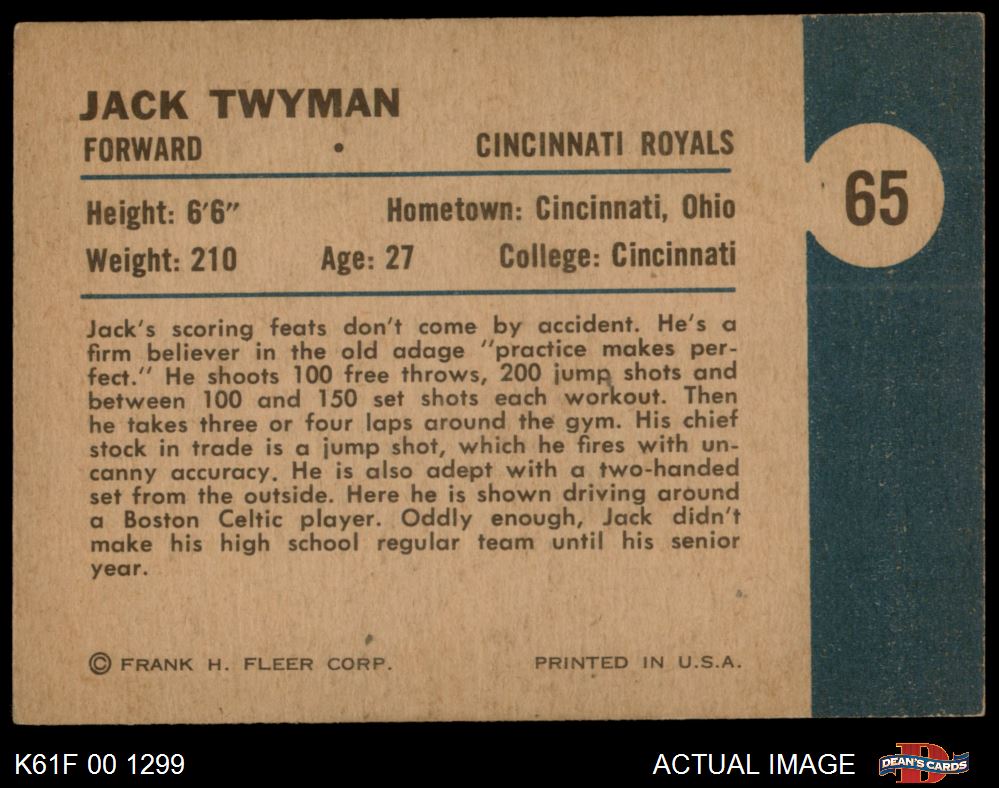 JACK TWYMAN
FORWARD • CINCINNATI ROYALS
65
Height: 6'6" Hometown: Cincinnati, Ohio
Weight: 210 Age: 27 College: Cincinnati
Jack's scoring feats don't come by accident. He's a
firm believer in the old adage "practice makes per-
fect." He shoots 100 free throws, 200 jump shots and
between 100 and 150 set shots each workout. Then
he takes three or four laps around the gym. His chief
stock in trade is a jump shot, which he fires with un-
canny accuracy. He is also adept with a two-handed
set from the outside. Here he is shown driving around
a Boston Celtic player. Oddly enough, Jack didn't
make his high school regular team until his senior
year.
© FRANK H. FLEER CORP. PRINTED IN U.S.A.
K61F 00 1299 ACTUAL IMAGE D DEAN'S CARDS